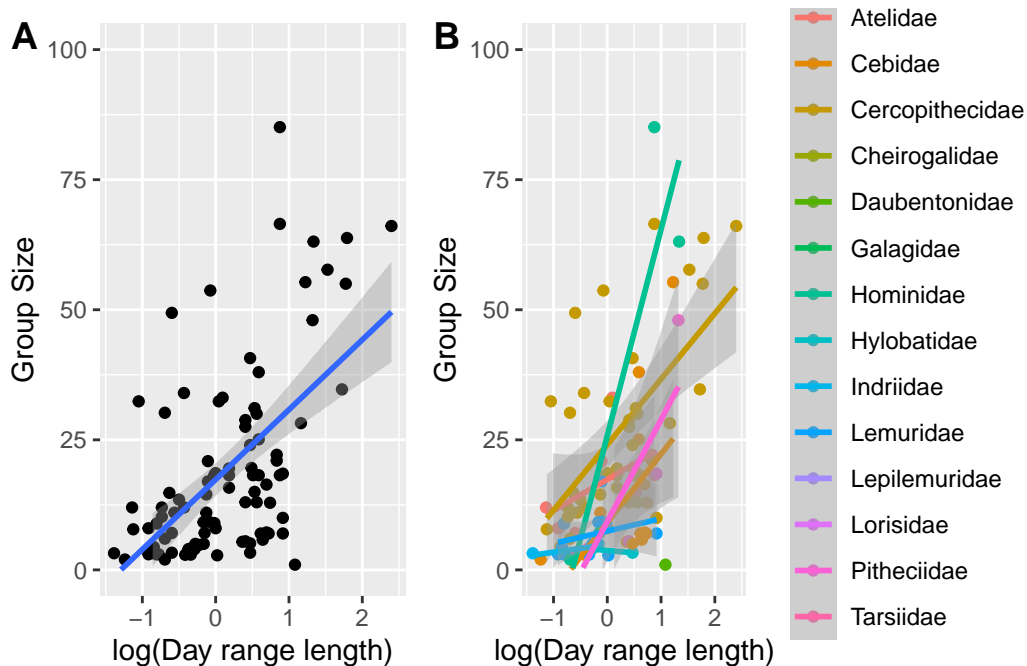 A
100
75
50
25
0
Group Size
−1
0
1
2
log(Day range length)
B
100
75
50
25
0
Group Size
−1
0
1
2
log(Day range length)
Atelidae
Cebidae
Cercopithecidae
Cheirogalidae
Daubentonidae
Galagidae
Hominidae
Hylobatidae
Indriidae
Lemuridae
Lepilemuridae
Lorisidae
Pitheciidae
Tarsiidae